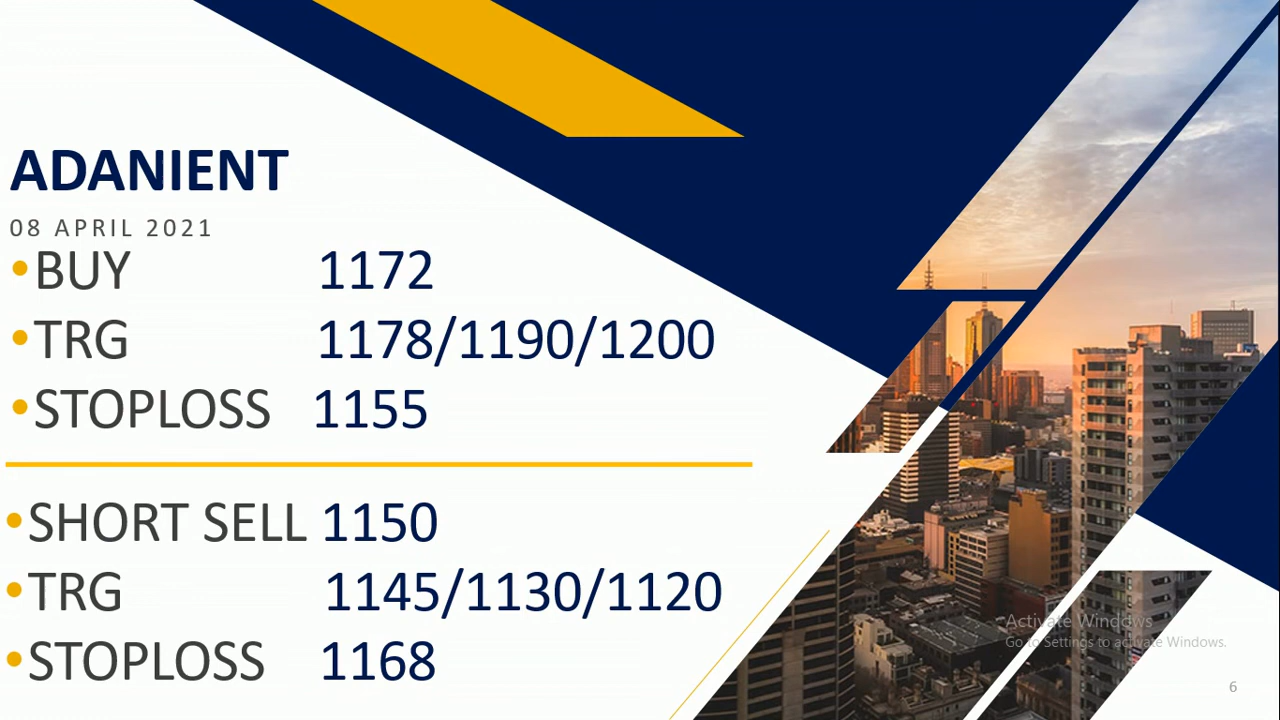 ADANIENT
08 APRIL 2021
•BUY 1172
•TRG 1178/1190/1200
•STOPLOSS 1155
•SHORT SELL 1150
•TRG 1145/1130/1120
•STOPLOSS 1168
Activate Windows
Go to Settings to activate Windows.
6